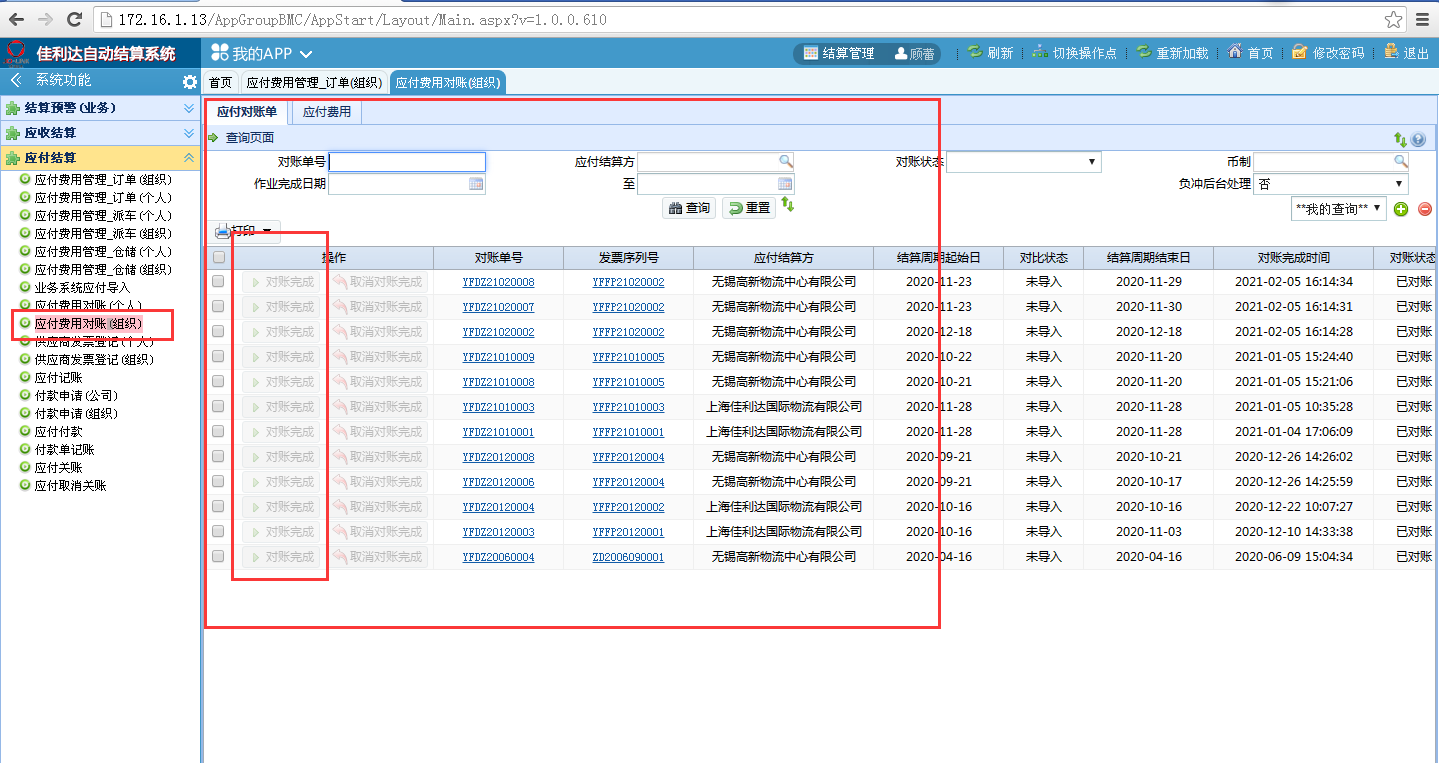 172.16.1.13/AppGroupBMC/AppStart/Layout/Main.aspx?v=1.0.0.610
佳利达自动结算系统 我的APP 结算管理 顾蕾 刷新 切换操作点 重新加载 首页 修改密码 退出
系统功能 首页 应付费用管理_订单(组织) 应付费用对账(组织)
结算预警(业务)
应收结算
应付结算
应付费用管理_订单(组织)
应付费用管理_订单(个人)
应付费用管理_派车(个人)
应付费用管理_派车(组织)
应付费用管理_仓储(个人)
应付费用管理_仓储(组织)
业务系统应付导入
应付费用对账(个人)
应付费用对账(组织)
供应商发票登记(个人)
供应商发票登记(组织)
应付记账
付款申请(公司)
付款申请(组织)
应付付款
付款单记账
应付关账
应付取消关账
应付对账单 应付费用
查询页面
对账单号 应付结算方 对账状态 币制
作业完成日期 至 负冲后台处理 否
查询 重置 **我的查询**
打印
操作 对账单号 发票序列号 应付结算方 结算周期起始日 对比状态 结算周期结束日 对账完成时间 对账状态
对账完成 取消对账完成 YFDZ21020008 YFFP21020002 无锡高新物流中心有限公司 2020-11-23 未导入 2020-11-29 2021-02-05 16:14:34 已对账
对账完成 取消对账完成 YFDZ21020007 YFFP21020002 无锡高新物流中心有限公司 2020-11-23 未导入 2020-11-30 2021-02-05 16:14:31 已对账
对账完成 取消对账完成 YFDZ21020002 YFFP21020002 无锡高新物流中心有限公司 2020-12-18 未导入 2020-12-18 2021-02-05 16:14:28 已对账
对账完成 取消对账完成 YFDZ21010009 YFFP21010005 无锡高新物流中心有限公司 2020-10-22 未导入 2020-11-20 2021-01-05 15:24:40 已对账
对账完成 取消对账完成 YFDZ21010008 YFFP21010005 无锡高新物流中心有限公司 2020-10-21 未导入 2020-11-20 2021-01-05 15:21:06 已对账
对账完成 取消对账完成 YFDZ21010003 YFFP21010003 上海佳利达国际物流有限公司 2020-11-28 未导入 2020-11-28 2021-01-05 10:35:28 已对账
对账完成 取消对账完成 YFDZ21010001 YFFP21010001 上海佳利达国际物流有限公司 2020-11-28 未导入 2020-11-28 2021-01-04 17:06:09 已对账
对账完成 取消对账完成 YFDZ20120008 YFFP20120004 无锡高新物流中心有限公司 2020-09-21 未导入 2020-10-21 2020-12-26 14:26:02 已对账
对账完成 取消对账完成 YFDZ20120006 YFFP20120004 无锡高新物流中心有限公司 2020-09-21 未导入 2020-10-17 2020-12-26 14:25:59 已对账
对账完成 取消对账完成 YFDZ20120004 YFFP20120002 上海佳利达国际物流有限公司 2020-10-16 未导入 2020-10-16 2020-12-22 10:07:27 已对账
对账完成 取消对账完成 YFDZ20120003 YFFP20120001 上海佳利达国际物流有限公司 2020-10-16 未导入 2020-11-03 2020-12-10 14:33:38 已对账
对账完成 取消对账完成 YFDZ20060004 ZD2006090001 无锡高新物流中心有限公司 2020-04-16 未导入 2020-04-16 2020-06-09 15:04:34 已对账